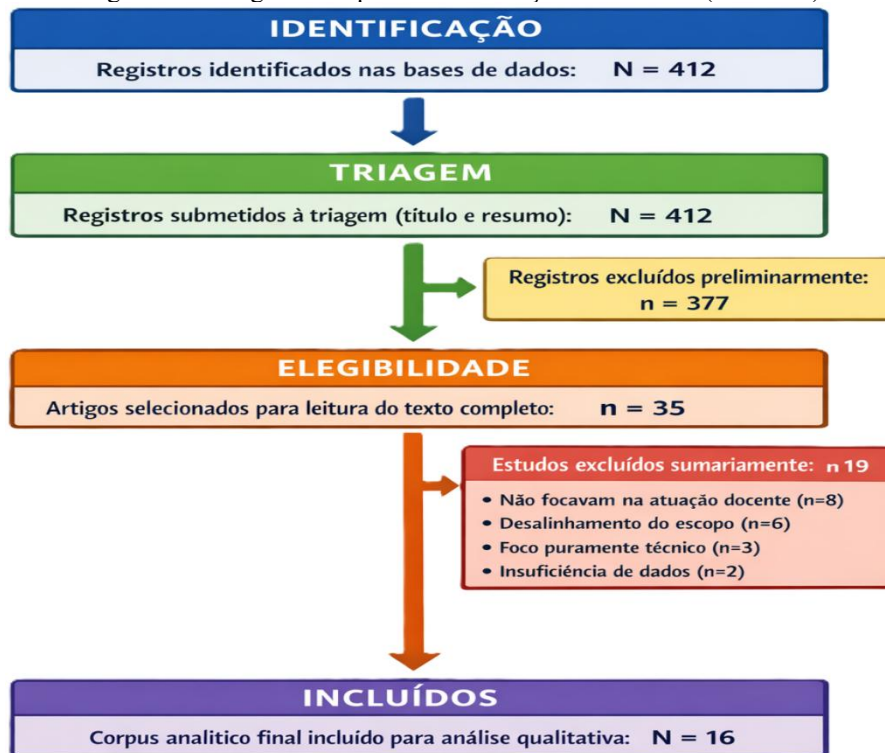 IDENTIFICAÇÃO
Registros identificados nas bases de dados: N = 412
TRIAGEM
Registros submetidos à triagem (título e resumo): N = 412
Registros excluídos preliminarmente:
n = 377
ELEGIBILIDADE
Artigos selecionados para leitura do texto completo: n = 35
Estudos excluídos sumariamente: n 19
• Não focavam na atuação docente (n=8)
• Desalinhamento do escopo (n=6)
• Foco puramente técnico (n=3)
• Insuficiência de dados (n=2)
INCLUÍDOS
Corpus analitico final incluído para análise qualitativa: N = 16